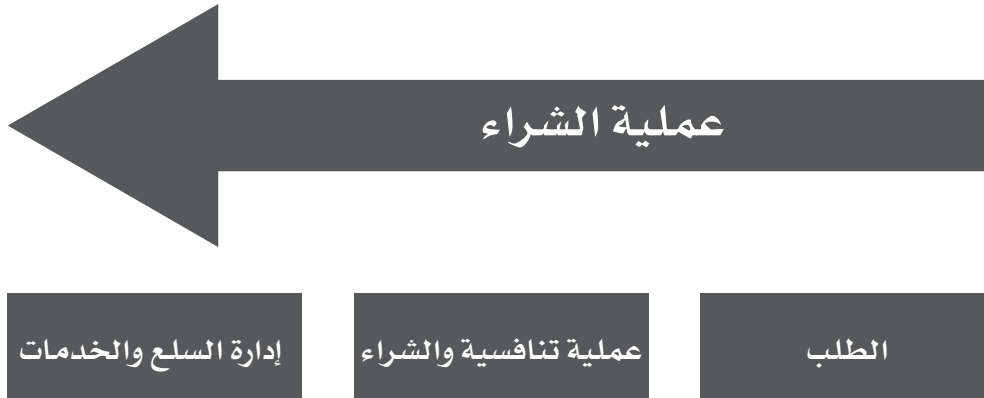 عملية الشراء
الطلب
عملية تنافسية والشراء
إدارة السلع والخدمات